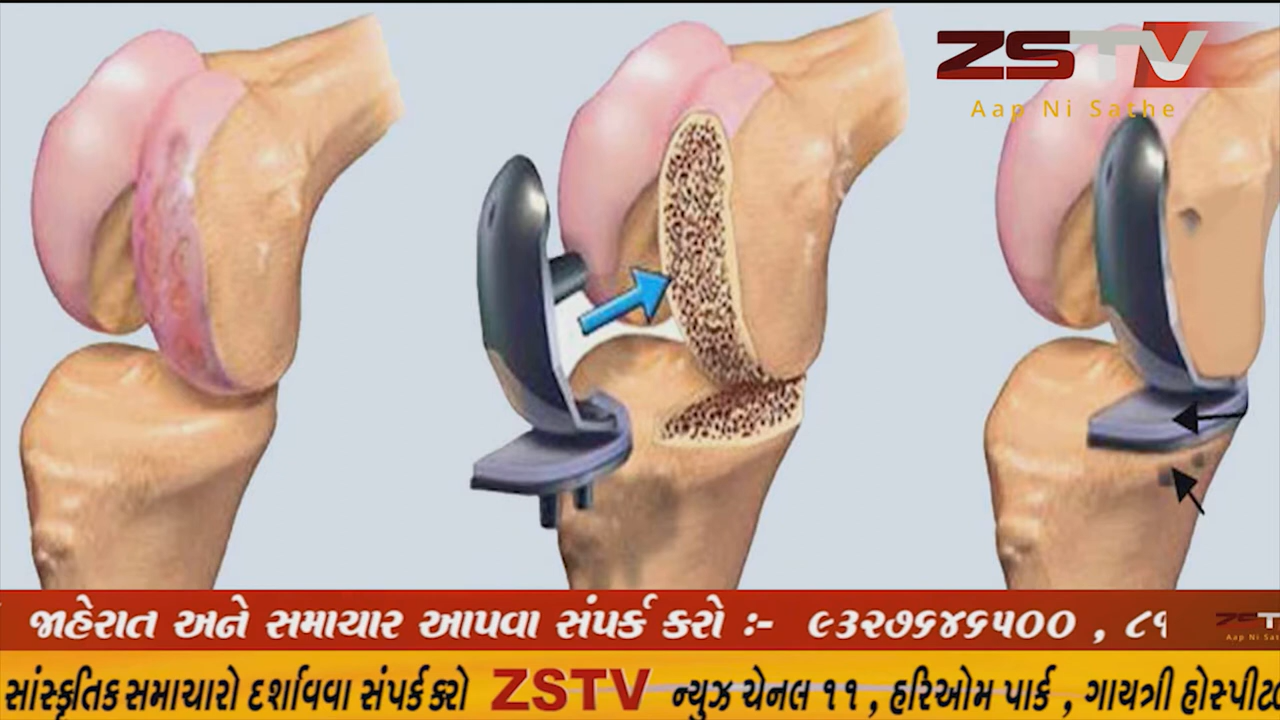 ZSTV
Aap Ni Sathe
જાહેરાત અને સમાચાર આપવા સંપર્ક કરો :- ૯૩૨૭૬૪૬૫૦૦ , ૮૧
સાંસ્કૃતિક સમાચારો દર્શાવવા સંપર્ક કરો ZSTV ન્યુઝ ચેનલ ૧૧ , હરિઓમ પાર્ક , ગાયત્રી હોસ્પીટલ